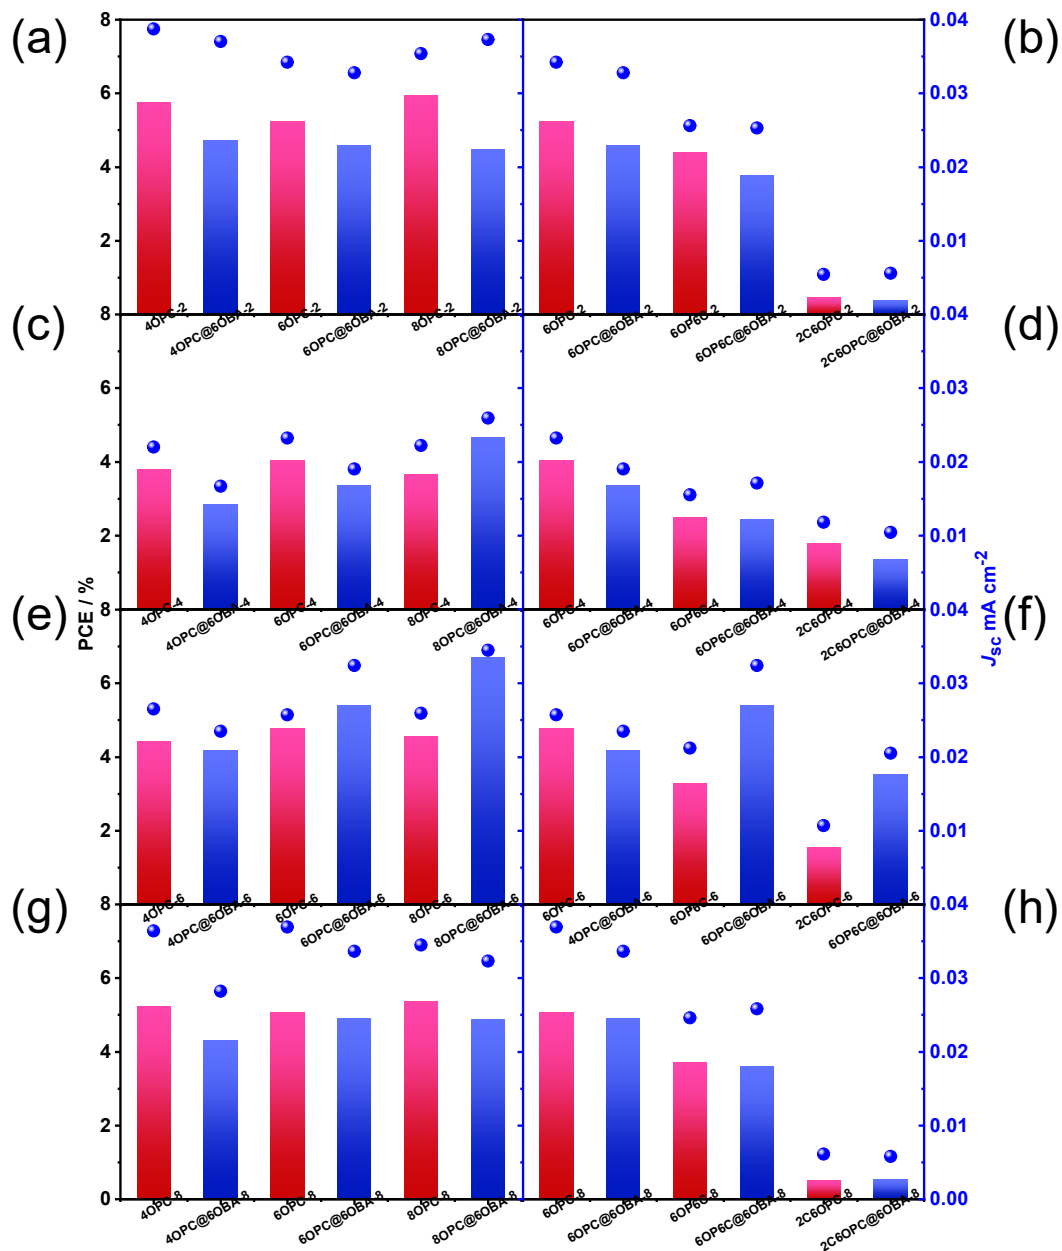 (a)
8
6
4
2
8
4OPC-2
4OPC@6OBA-2
6OPC-2
6OPC@6OBA-2
8OPC-2
8OPC@6OBA-2
(b)
0.04
0.03
0.02
0.01
0.04
6OPC-2
6OPC@6OBA-2
6OP6C-2
6OP6C@6OBA-2
2C6OPC-2
2C6OPC@6OBA-2
(c)
6
4
2
8
4OPC-4
4OPC@6OBA-4
6OPC-4
6OPC@6OBA-4
8OPC-4
8OPC@6OBA-4
(d)
0.03
0.02
0.01
0.04
6OPC-4
6OPC@6OBA-4
6OP6C-4
6OP6C@6OBA-4
2C6OPC-4
2C6OPC@6OBA-4
PCE / %
Jsc mA cm-2
(e)
6
4
2
8
4OPC-6
4OPC@6OBA-6
6OPC-6
6OPC@6OBA-6
8OPC-6
8OPC@6OBA-6
(f)
0.03
0.02
0.01
0.04
6OPC-6
4OPC@6OBA-6
6OP6C-6
6OPC@6OBA-6
2C6OPC-6
6OP6C@6OBA-6
(g)
6
4
2
0
4OPC-8
4OPC@6OBA-8
6OPC-8
6OPC@6OBA-8
8OPC-8
8OPC@6OBA-8
(h)
0.03
0.02
0.01
0.00
6OPC-8
6OPC@6OBA-8
6OP6C-8
6OP6C@6OBA-8
2C6OPC-8
2C6OPC@6OBA-8